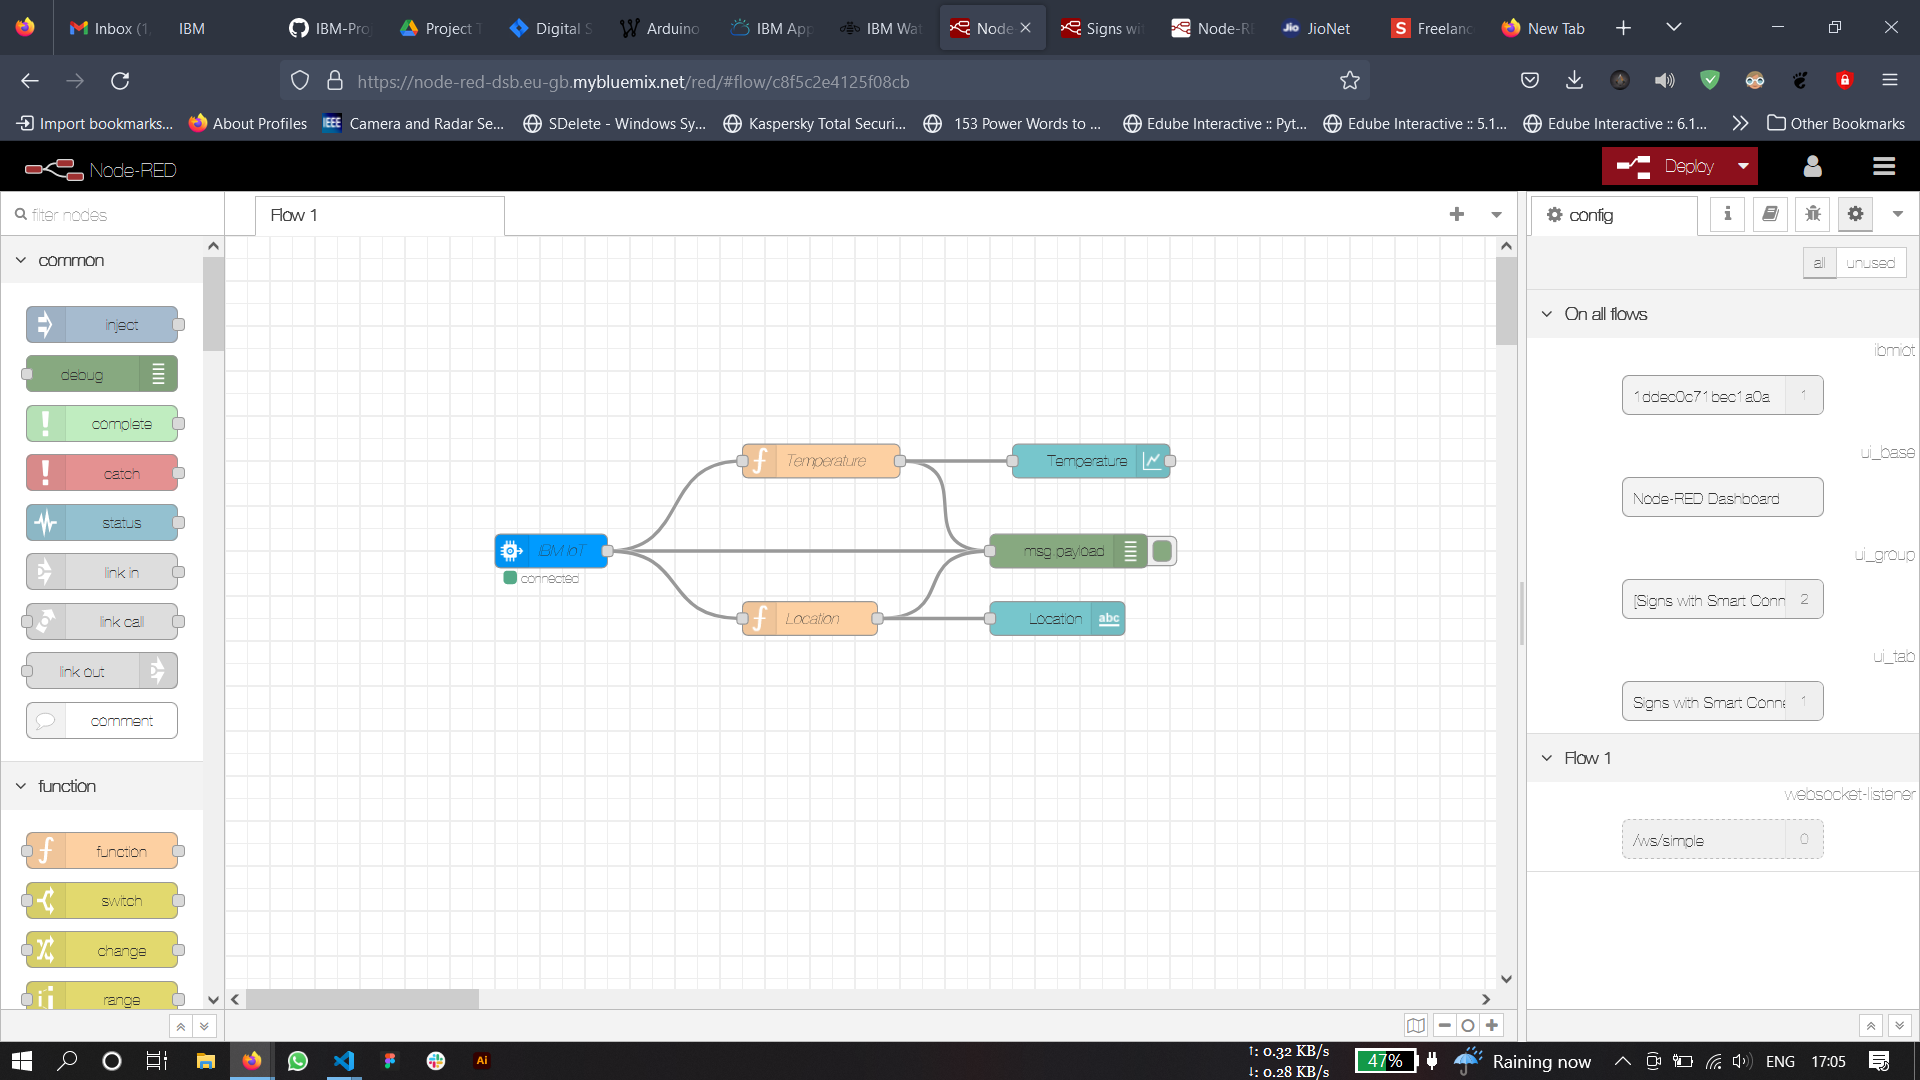 Inbox (1
IBM
IBM-Pro
Project T
Digital S
Arduino
IBM App
IBM Wat
Node
Signs wi
Node-RE
JioNet
Freelanc
New Tab
https://node-red-dsb.eu-gb.mybluemix.net/red/#flow/c8f5c2e4125f08cb
Import bookmarks...
About Profiles
IEEE
Camera and Radar Se...
SDelete - Windows Sy...
Kaspersky Total Securi...
153 Power Words to ...
Edube Interactive :: Pyt...
Edube Interactive :: 5.1...
Edube Interactive :: 6.1...
Other Bookmarks
Node-RED
Deploy
filter nodes
Flow 1
config
all
unused
common
inject
debug
complete
catch
status
link in
link call
link out
comment
function
function
switch
change
range
IBM IoT
connected
Temperature
Temperature
msg.payload
Location
Location
abc
On all flows
ibmiot
1ddec0c71bec1a0a
1
ui_base
Node-RED Dashboard
ui_group
[Signs with Smart Conn
2
ui_tab
Signs with Smart Conne
1
Flow 1
websocket-listener
/ws/simple
0
Ai
↑: 0.32 KB/s
↓: 0.28 KB/s
47%
Raining now
ENG
17:05